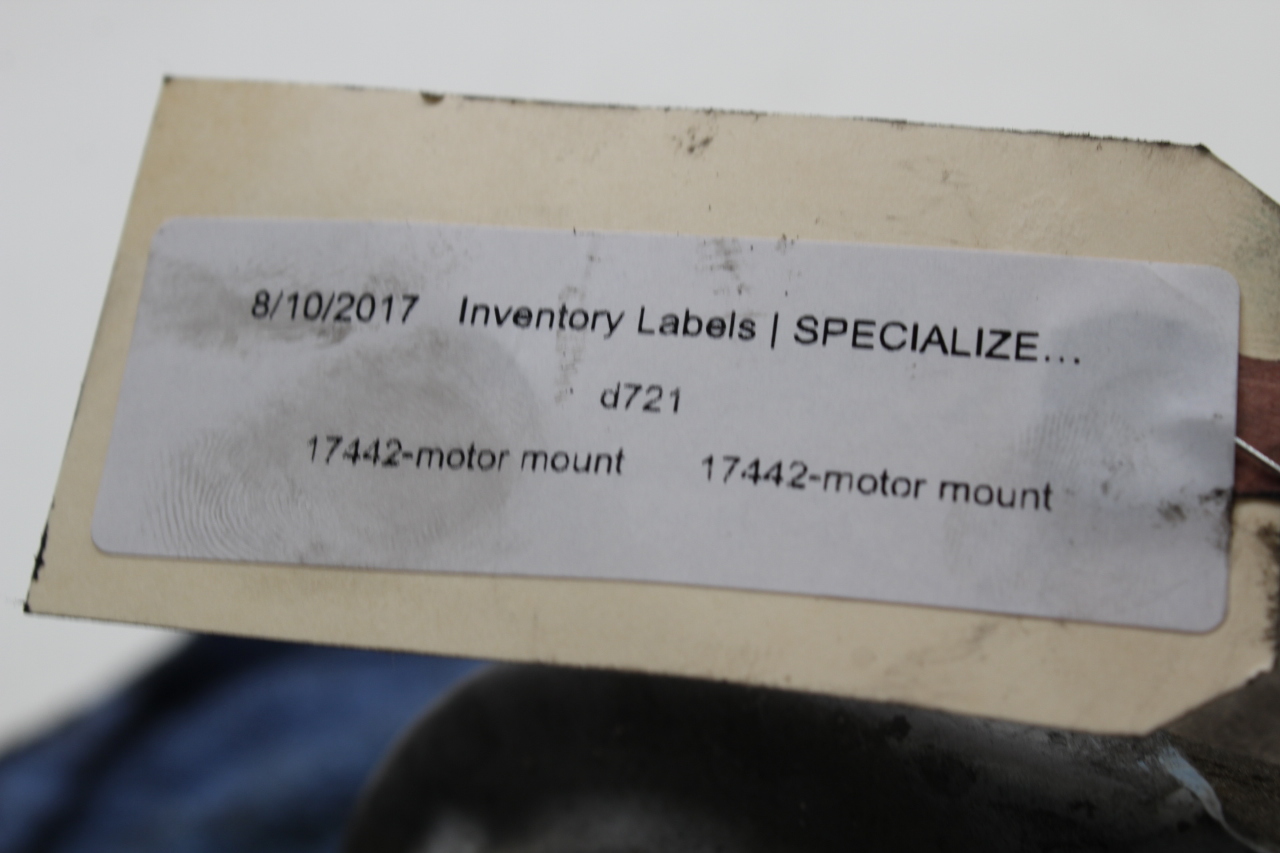 8/10/2017 Inventory Labels | SPECIALIZE...
d721
17442-motor mount 17442-motor mount